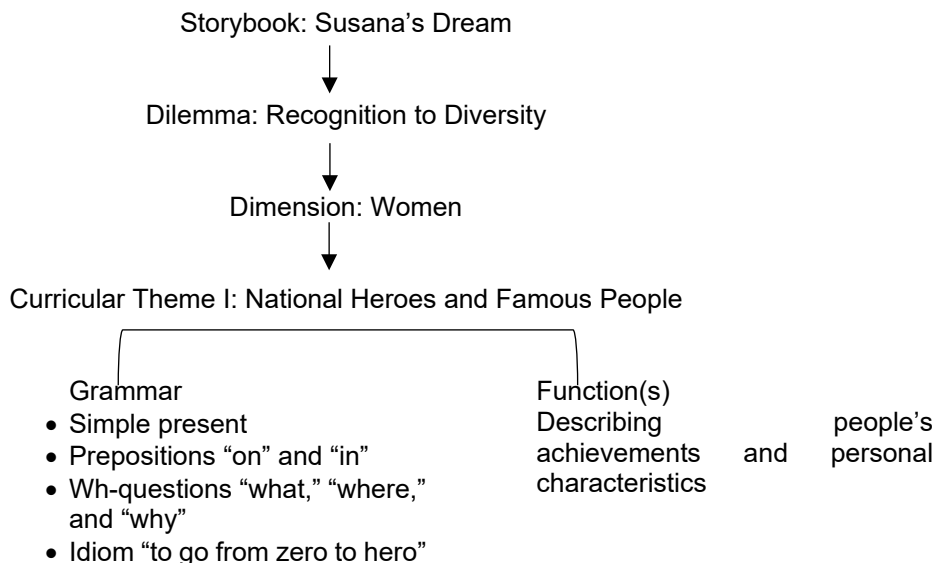 Storybook: Susana’s Dream
Dilemma: Recognition to Diversity
Dimension: Women
Curricular Theme I: National Heroes and Famous People
Grammar
• Simple present
• Prepositions “on” and “in”
• Wh-questions “what,” “where,”
and “why”
• Idiom “to go from zero to hero”
Function(s)
Describing people’s
achievements and personal
characteristics